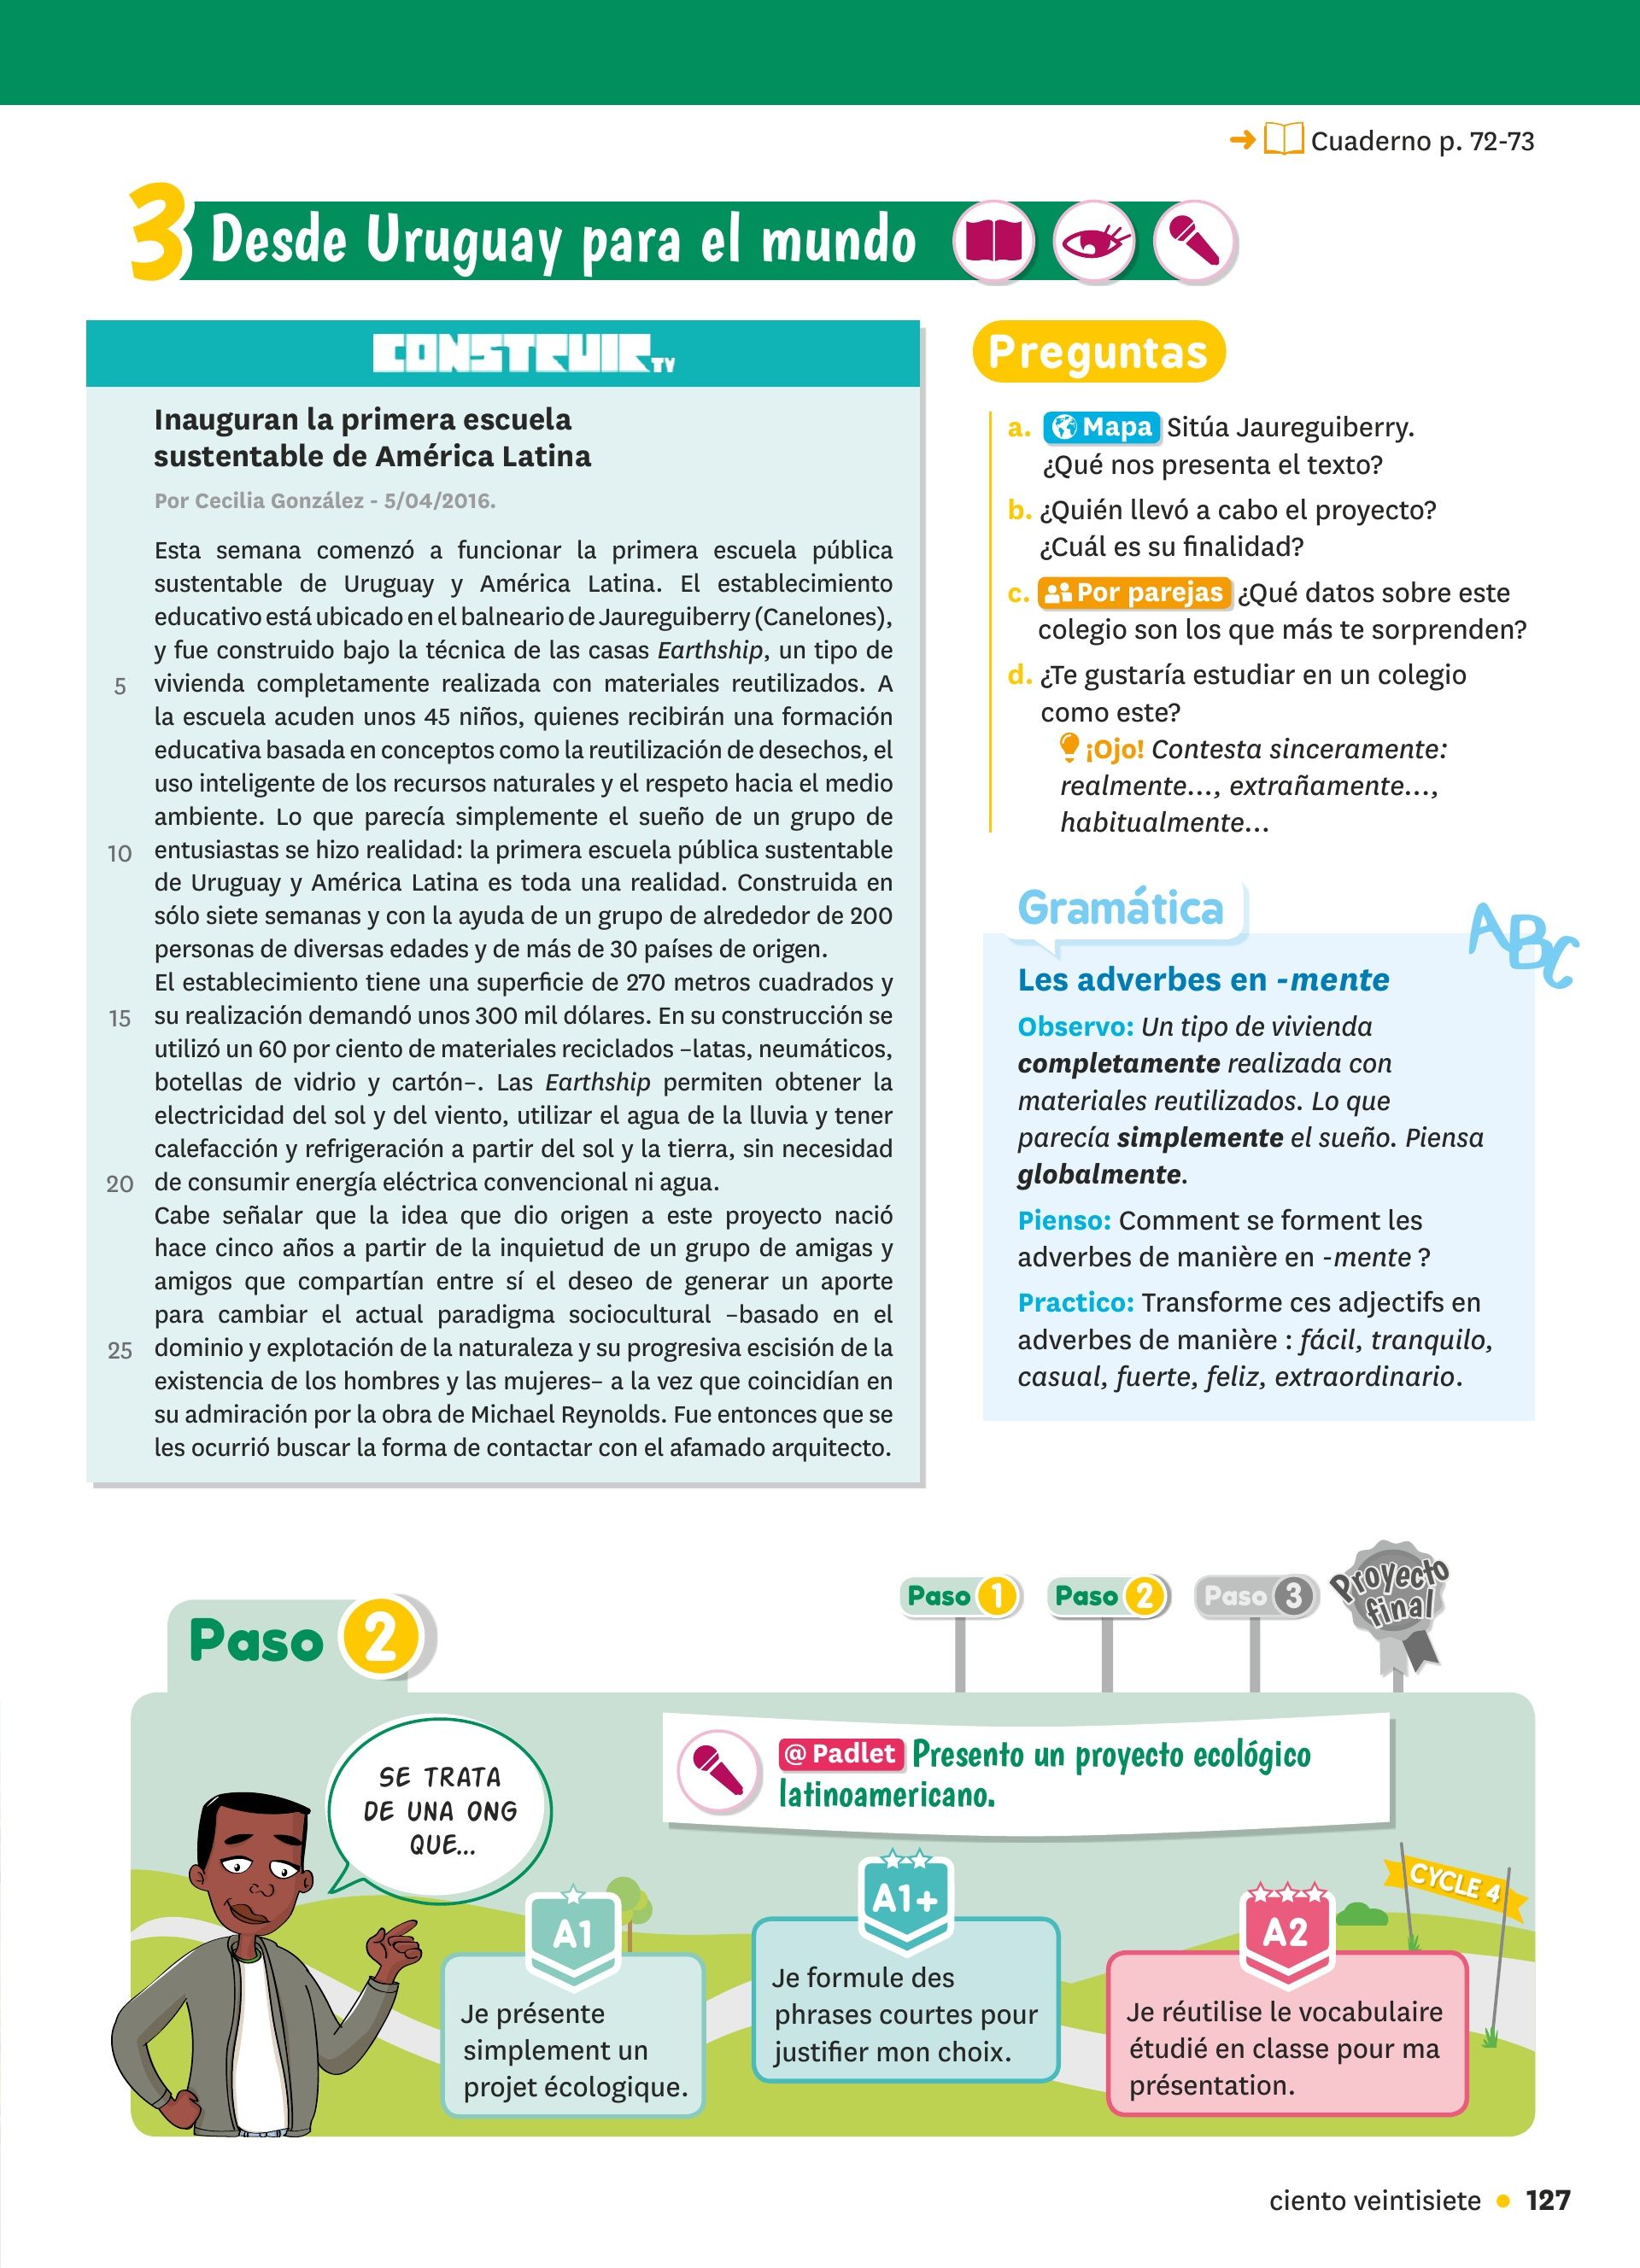 Cuaderno p. 72-73
3 Desde Uruguay para el mundo
CONSTRUIR TV
Inauguran la primera escuela
sustentable de América Latina
Por Cecilia González - 5/04/2016.
Esta semana comenzó a funcionar la primera escuela pública
sustentable de Uruguay y América Latina. El establecimiento
educativo está ubicado en el balneario de Jaureguiberry (Canelones),
y fue construido bajo la técnica de las casas Earthship, un tipo de
5 vivienda completamente realizada con materiales reutilizados. A
la escuela acuden unos 45 niños, quienes recibirán una formación
educativa basada en conceptos como la reutilización de desechos, el
uso inteligente de los recursos naturales y el respeto hacia el medio
ambiente. Lo que parecía simplemente el sueño de un grupo de
10 entusiastas se hizo realidad: la primera escuela pública sustentable
de Uruguay y América Latina es toda una realidad. Construida en
sólo siete semanas y con la ayuda de un grupo de alrededor de 200
personas de diversas edades y de más de 30 países de origen.
El establecimiento tiene una superficie de 270 metros cuadrados y
15 su realización demandó unos 300 mil dólares. En su construcción se
utilizó un 60 por ciento de materiales reciclados –latas, neumáticos,
botellas de vidrio y cartón–. Las Earthship permiten obtener la
electricidad del sol y del viento, utilizar el agua de la lluvia y tener
calefacción y refrigeración a partir del sol y la tierra, sin necesidad
20 de consumir energía eléctrica convencional ni agua.
Cabe señalar que la idea que dio origen a este proyecto nació
hace cinco años a partir de la inquietud de un grupo de amigas y
amigos que compartían entre sí el deseo de generar un aporte
para cambiar el actual paradigma sociocultural –basado en el
25 dominio y explotación de la naturaleza y su progresiva escisión de la
existencia de los hombres y las mujeres– a la vez que coincidían en
su admiración por la obra de Michael Reynolds. Fue entonces que se
les ocurrió buscar la forma de contactar con el afamado arquitecto.
Preguntas
a. Mapa Sitúa Jaureguiberry.
¿Qué nos presenta el texto?
b. ¿Quién llevó a cabo el proyecto?
¿Cuál es su finalidad?
c. Por parejas ¿Qué datos sobre este
colegio son los que más te sorprenden?
d. ¿Te gustaría estudiar en un colegio
como este?
¡Ojo! Contesta sinceramente:
realmente..., extrañamente...,
habitualmente...
Gramática
ABC
Les adverbes en -mente
Observo: Un tipo de vivienda
completamente realizada con
materiales reutilizados. Lo que
parecía simplemente el sueño. Piensa
globalmente.
Pienso: Comment se forment les
adverbes de manière en -mente ?
Practico: Transforme ces adjectifs en
adverbes de manière : fácil, tranquilo,
casual, fuerte, feliz, extraordinario.
Paso 1
Paso 2
Paso 3
Proyecto
final
Paso 2
SE TRATA
DE UNA ONG
QUE...
@ Padlet Presento un proyecto ecológico
latinoamericano.
A1
Je présente
simplement un
projet écologique.
A1+
Je formule des
phrases courtes pour
justifier mon choix.
CYCLE 4
A2
Je réutilise le vocabulaire
étudié en classe pour ma
présentation.
ciento veintisiete • 127